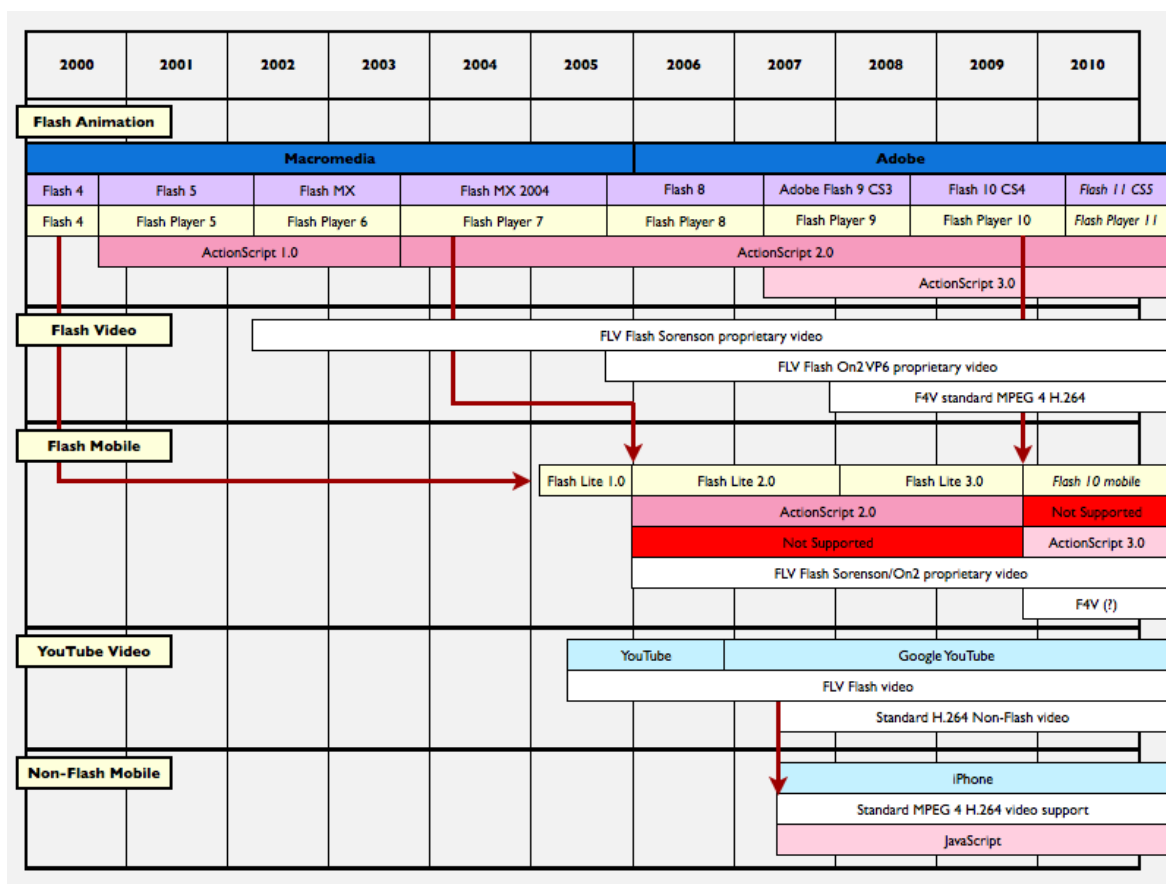 2000 2001 2002 2003 2004 2005 2006 2007 2008 2009 2010
Flash Animation
Macromedia Adobe
Flash 4 Flash 5 Flash MX Flash MX 2004 Flash 8 Adobe Flash 9 CS3 Flash 10 CS4 Flash 11 CS5
Flash 4 Flash Player 5 Flash Player 6 Flash Player 7 Flash Player 8 Flash Player 9 Flash Player 10 Flash Player 11
ActionScript 1.0 ActionScript 2.0
ActionScript 3.0
Flash Video
FLV Flash Sorenson proprietary video
FLV Flash On2 VP6 proprietary video
F4V standard MPEG 4 H.264
Flash Mobile
Flash Lite 1.0 Flash Lite 2.0 Flash Lite 3.0 Flash 10 mobile
ActionScript 2.0 Not Supported
Not Supported ActionScript 3.0
FLV Flash Sorenson/On2 proprietary video
F4V (?)
YouTube Video
YouTube Google YouTube
FLV Flash video
Standard H.264 Non-Flash video
Non-Flash Mobile
iPhone
Standard MPEG 4 H.264 video support
JavaScript